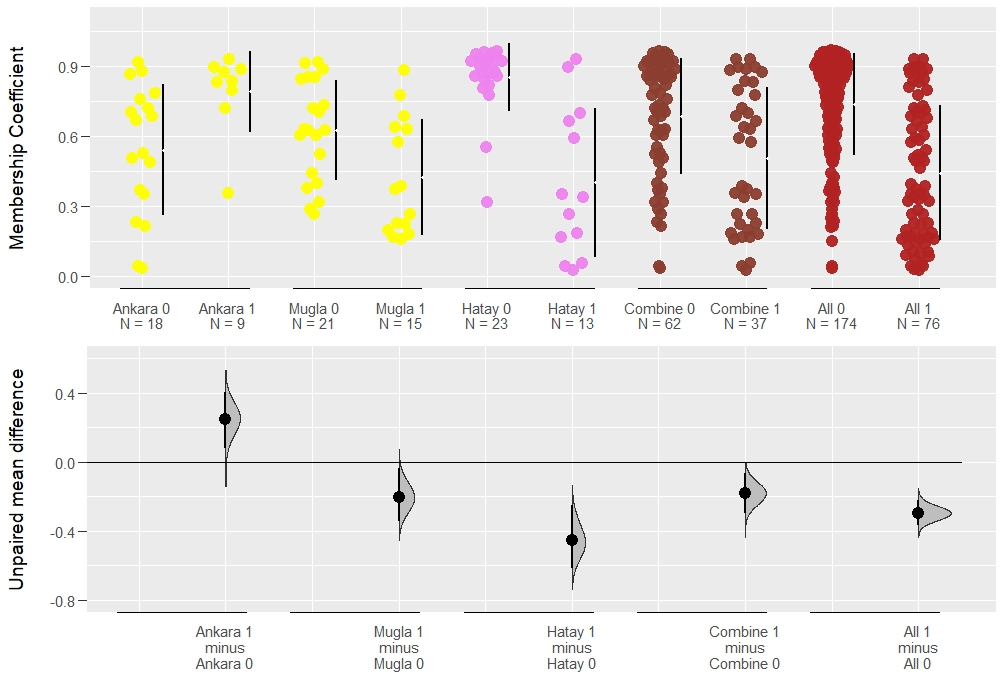 Membership Coefficient
0.9
0.6
0.3
0.0
Ankara 0 Ankara 1 Mugla 0 Mugla 1 Hatay 0 Hatay 1 Combine 0 Combine 1 All 0 All 1
N = 18 N = 9 N = 21 N = 15 N = 23 N = 13 N = 62 N = 37 N = 174 N = 76
Unpaired mean difference
0.4
0.0
-0.4
-0.8
Ankara 1 Mugla 1 Hatay 1 Combine 1 All 1
minus minus minus minus minus
Ankara 0 Mugla 0 Hatay 0 Combine 0 All 0